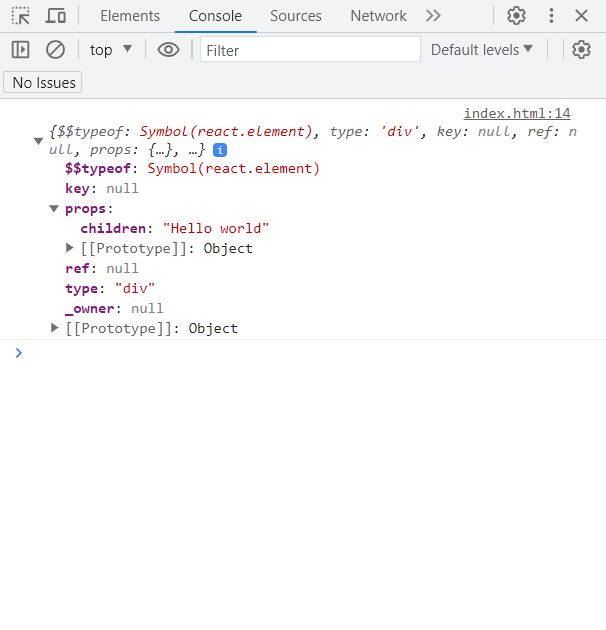 Elements Console Sources Network
top Filter Default levels
No Issues
index.html:14
{$$typeof: Symbol(react.element), type: 'div', key: null, ref: n
ull, props: {…}, …} i
$$typeof: Symbol(react.element)
key: null
props:
children: "Hello world"
[[Prototype]]: Object
ref: null
type: "div"
_owner: null
[[Prototype]]: Object